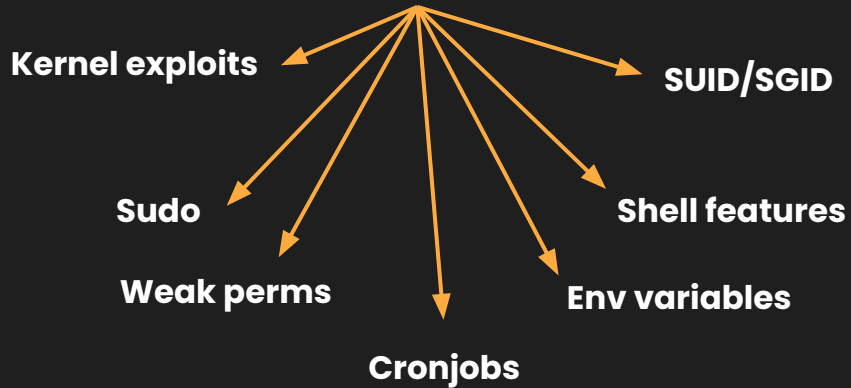 Kernel exploits
SUID/SGID
Sudo
Shell features
Weak perms
Env variables
Cronjobs